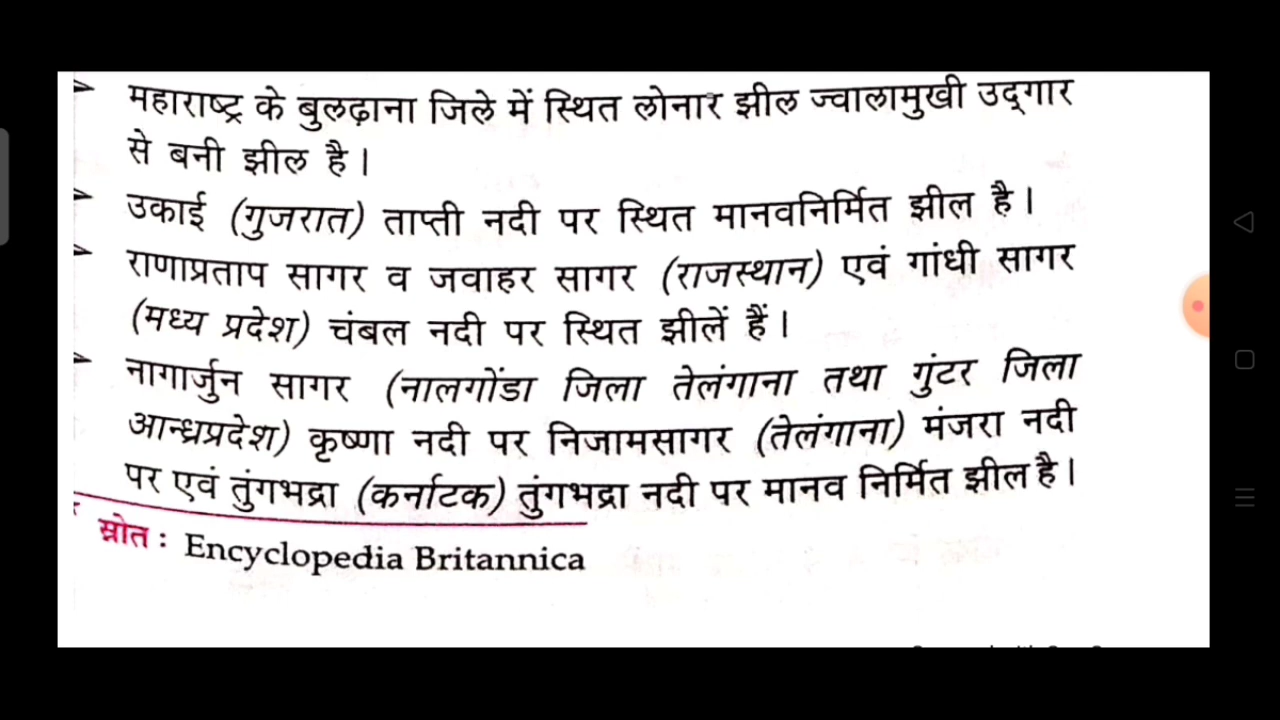 महाराष्ट्र के बुलढ़ाना जिले में स्थित लोनार झील ज्वालामुखी उद्‌गार
से बनी झील है।
उकाई (गुजरात) ताप्ती नदी पर स्थित मानवनिर्मित झील है।
राणाप्रताप सागर व जवाहर सागर (राजस्थान) एवं गांधी सागर
(मध्य प्रदेश) चंबल नदी पर स्थित झीलें हैं।
नागार्जुन सागर (नालगोंडा जिला तेलंगाना तथा गुंटर जिला
आन्ध्रप्रदेश) कृष्णा नदी पर निजामसागर (तेलंगाना) मंजरा नदी
पर एवं तुंगभद्रा (कर्नाटक) तुंगभद्रा नदी पर मानव निर्मित झील है।
स्रोत : Encyclopedia Britannica